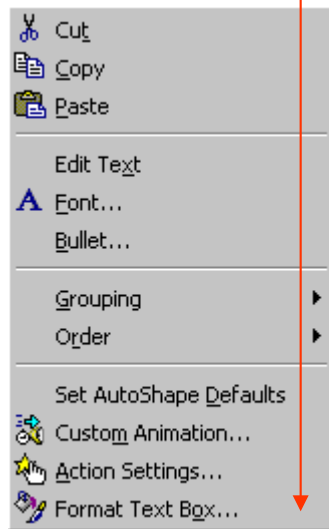 Cut
Copy
Paste
Edit Text
Font...
Bullet...
Grouping
Order
Set AutoShape Defaults
Custom Animation...
Action Settings...
Format Text Box...